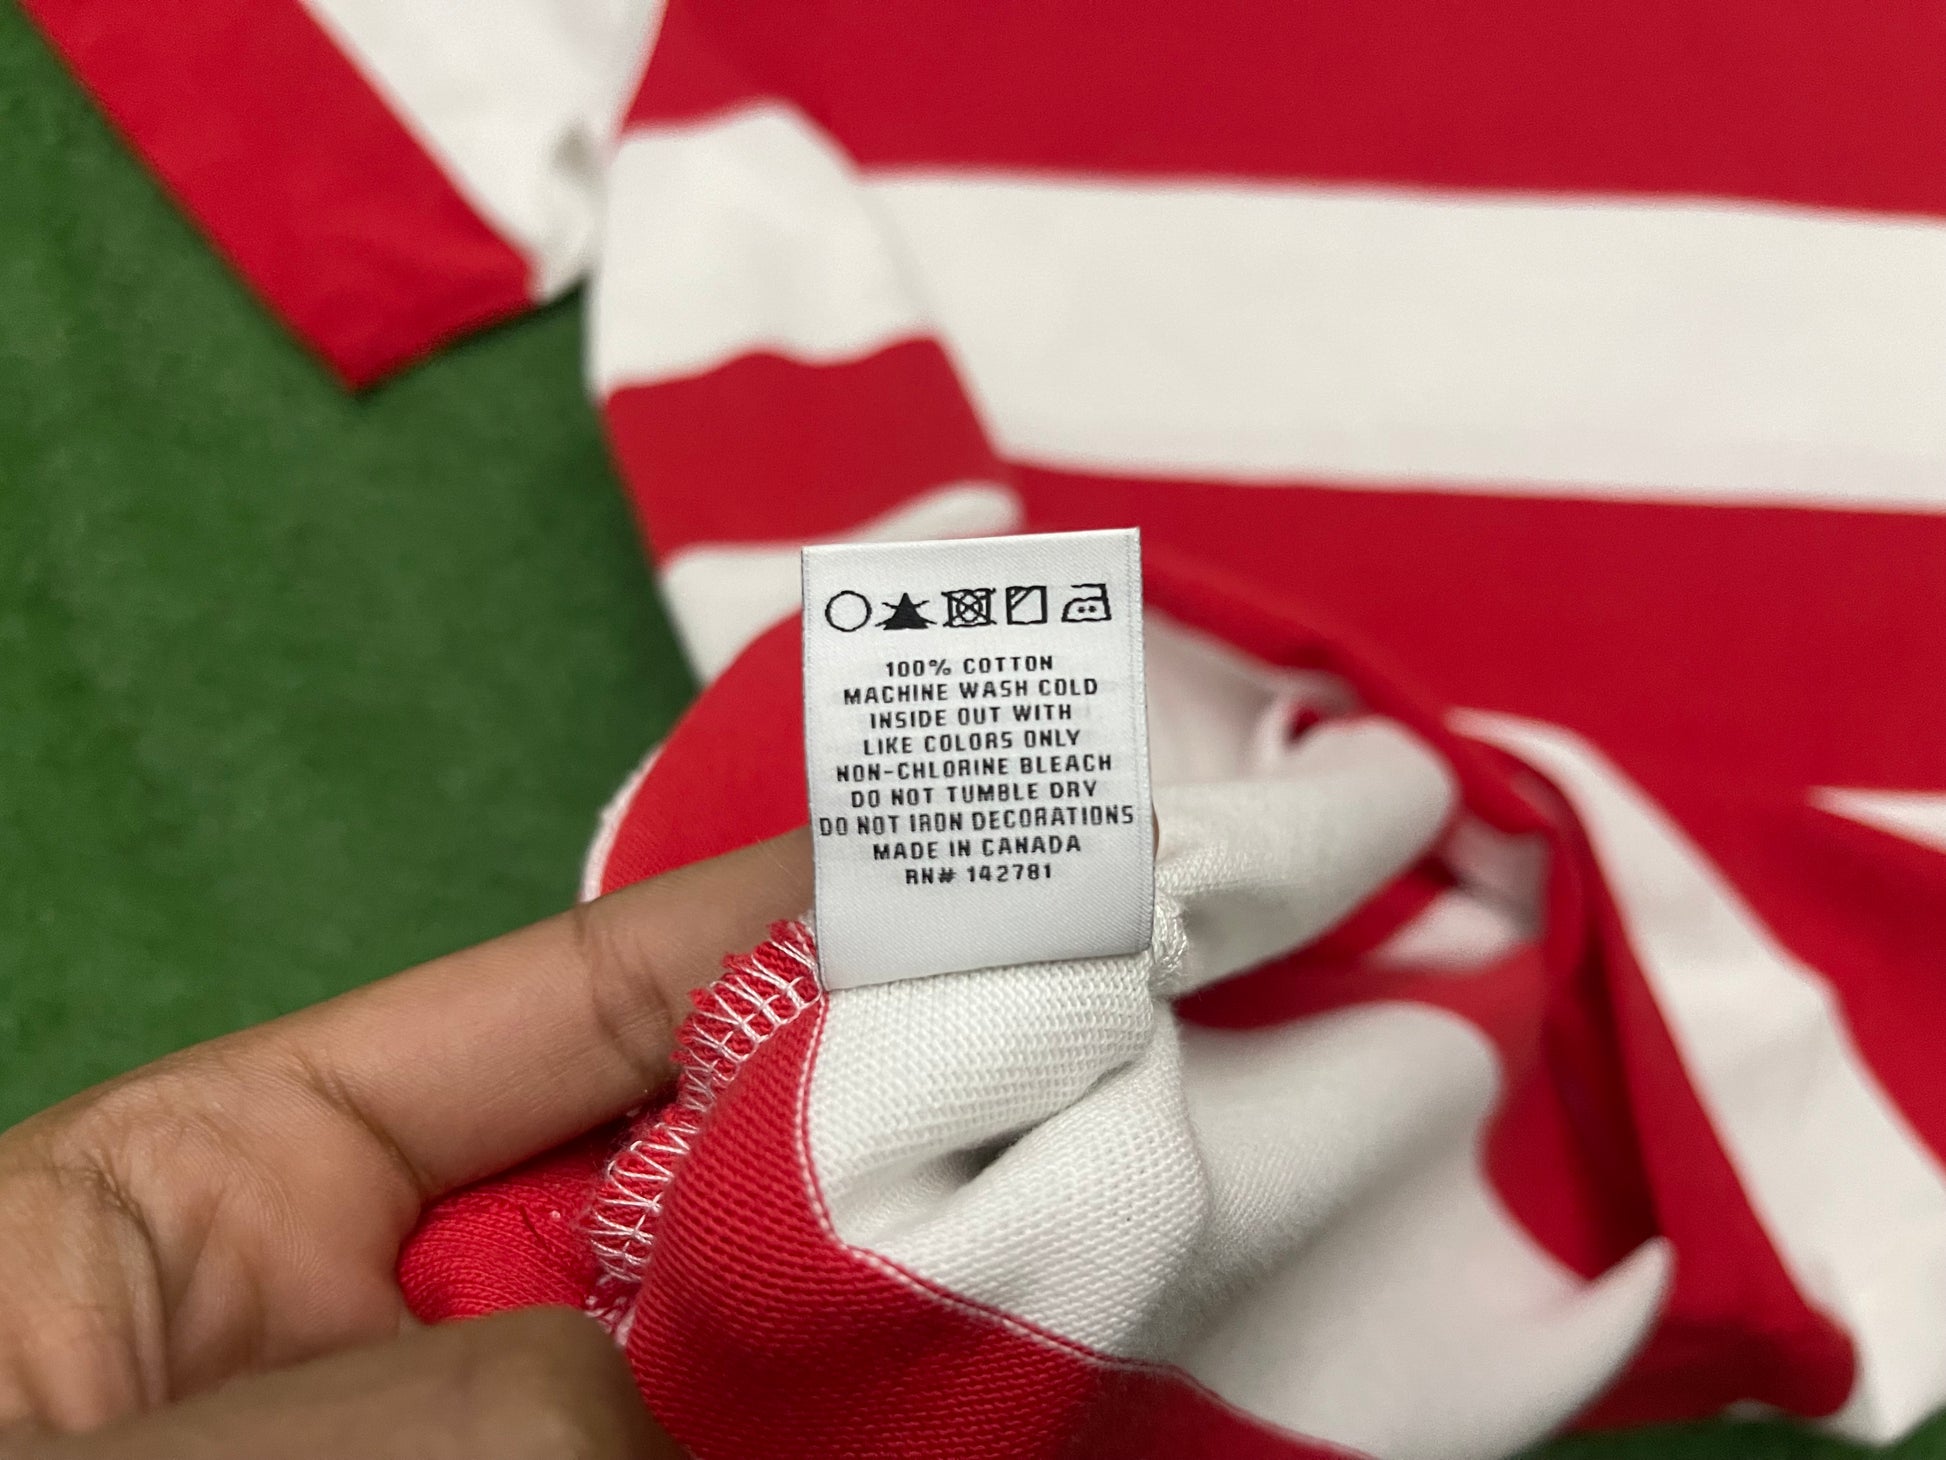 100% COTTON
MACHINE WASH COLD
INSIDE OUT WITH
LIKE COLORS ONLY
NON-CHLORINE BLEACH
DO NOT TUMBLE DRY
DO NOT IRON DECORATIONS
MADE IN CANADA
RN# 142781